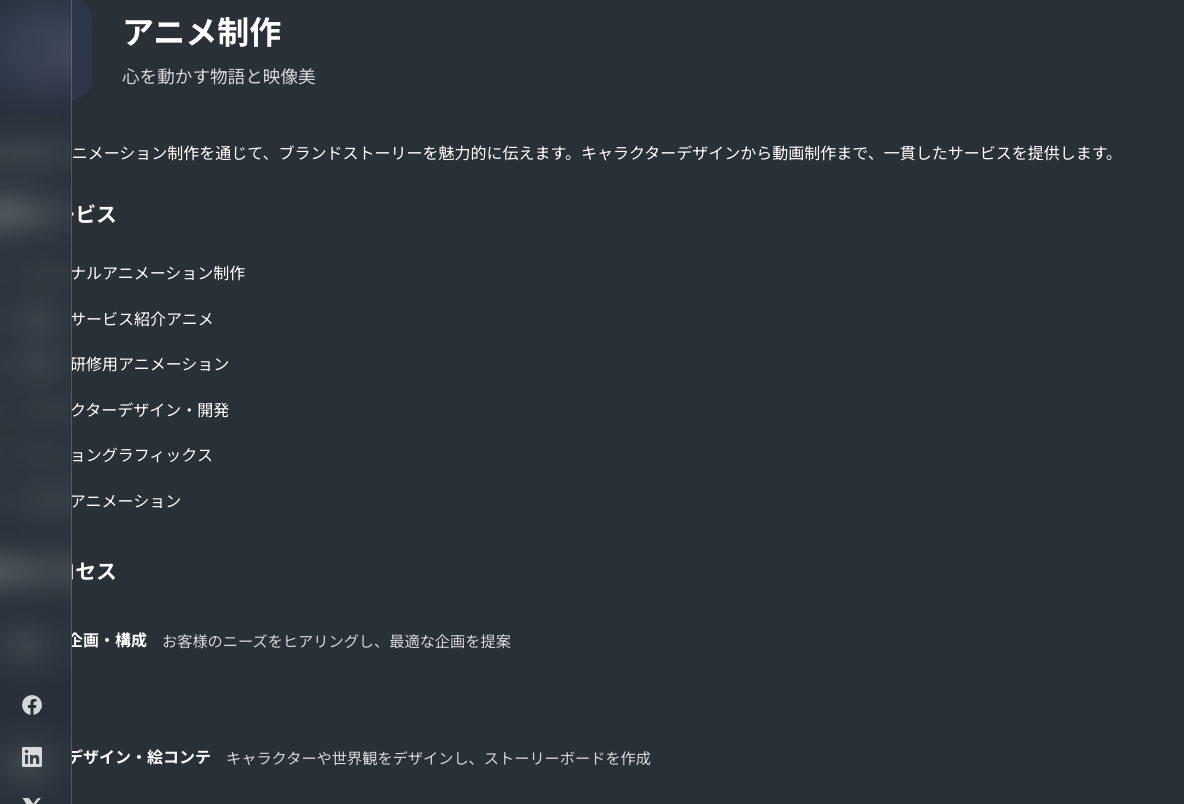 アニメ制作
心を動かす物語と映像美
ニメーション制作を通じて、ブランドストーリーを魅力的に伝えます。キャラクターデザインから動画制作まで、一貫したサービスを提供します。
ービス
ナルアニメーション制作
サービス紹介アニメ
研修用アニメーション
クターデザイン・開発
ョングラフィックス
アニメーション
セス
企画・構成 お客様のニーズをヒアリングし、最適な企画を提案
デザイン・絵コンテ キャラクターや世界観をデザインし、ストーリーボードを作成